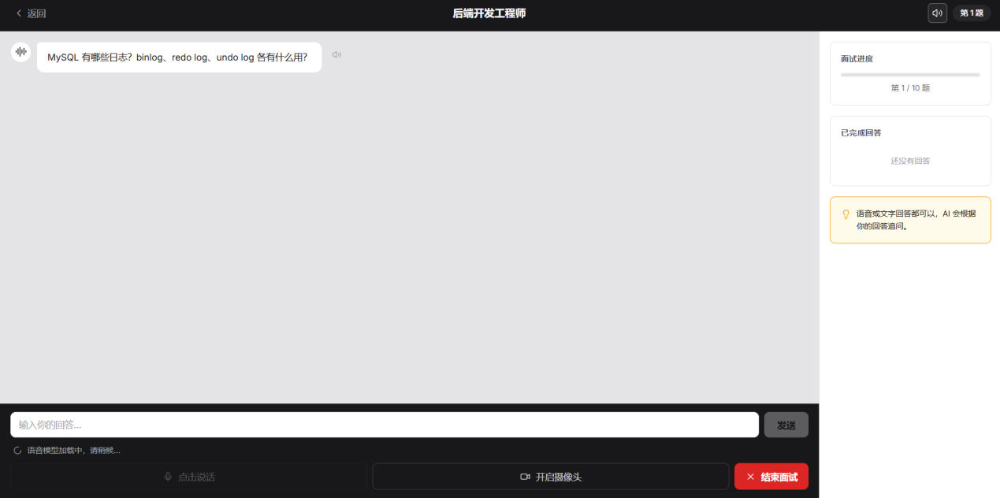 返回
后端开发工程师
第 1 题
MySQL 有哪些日志？binlog、redo log、undo log 各有什么用？
面试进度
第 1 / 10 题
已完成回答
还没有回答
语音或文字回答都可以，AI 会根据
你的回答追问。
输入你的回答...
发送
语音模型加载中，请稍候...
点击说话
开启摄像头
结束面试